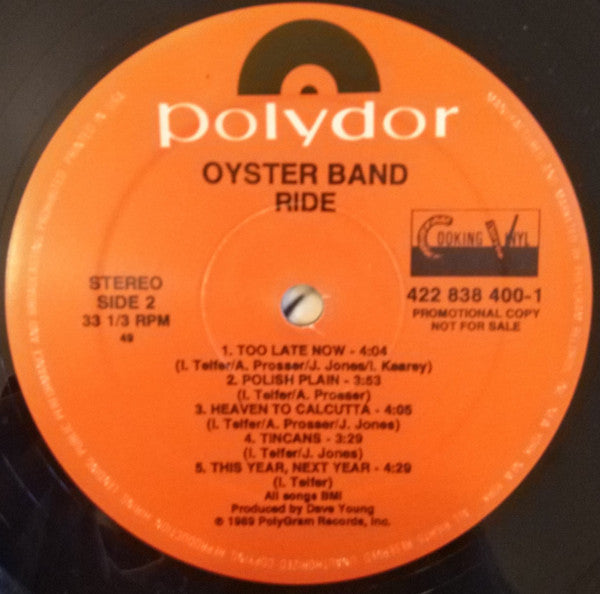 polydor
OYSTER BAND
RIDE
COOKING VINYL
STEREO
SIDE 2
33 1/3 RPM
49
422 838 400-1
PROMOTIONAL COPY
NOT FOR SALE
1. TOO LATE NOW - 4:04
(I. Telfer/A. Prosser/J. Jones/I. Kearey)
2. POLISH PLAIN - 3:53
(I. Telfer/A. Prosser)
3. HEAVEN TO CALCUTTA - 4:05
(I. Telfer/A. Prosser/J. Jones)
4. TINCANS - 3:29
(I. Telfer/J. Jones)
5. THIS YEAR, NEXT YEAR - 4:29
(I. Telfer)
All songs BMI
Produced by Dave Young
℗ 1989 PolyGram Records, Inc.